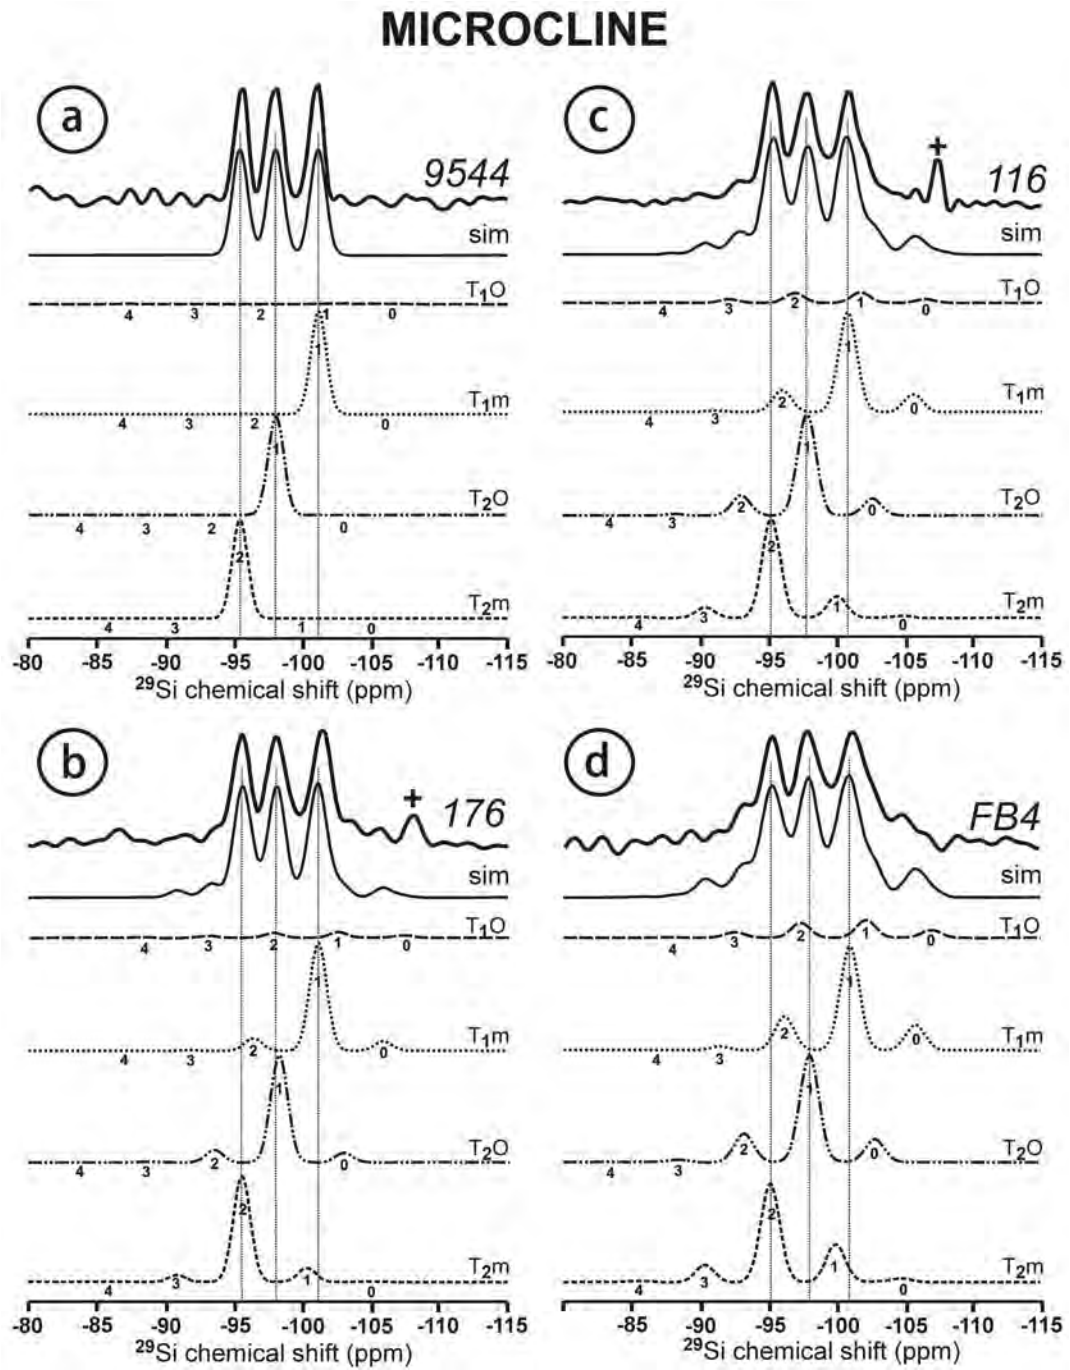 MICROCLINE
a
9544
sim
T1O
4 3 2 1 0
T1m
1
4 3 2 0
T2O
1
4 3 2 0
T2m
2
4 3 1 0
-80 -85 -90 -95 -100 -105 -110 -115
29Si chemical shift (ppm)
c
+
116
sim
T1O
4 3 2 1 0
T1m
1
4 3 2 0
T2O
1
4 3 2 0
T2m
2
4 3 1 0
-80 -85 -90 -95 -100 -105 -110 -115
29Si chemical shift (ppm)
b
+
176
sim
T1O
4 3 2 1 0
T1m
1
4 3 2 0
T2O
1
4 3 2 0
T2m
2
4 3 1 0
-80 -85 -90 -95 -100 -105 -110 -115
29Si chemical shift (ppm)
d
FB4
sim
T1O
4 3 2 1 0
T1m
1
4 3 2 0
T2O
1
4 3 2 0
T2m
2
4 3 1 0
-85 -90 -95 -100 -105 -110 -115
29Si chemical shift (ppm)